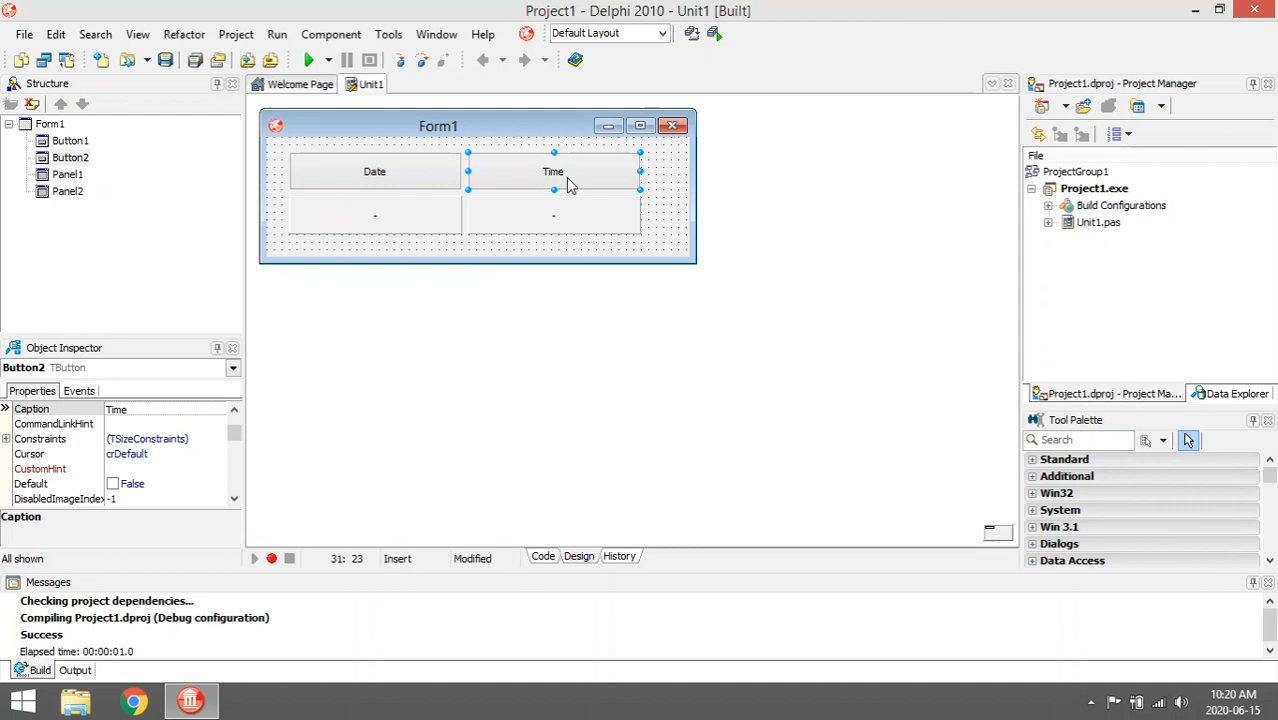 Project1 - Delphi 2010 - Unit1 [Built]
File Edit Search View Refactor Project Run Component Tools Window Help Default Layout
Structure
Form1
Button1
Button2
Panel1
Panel2
Welcome Page Unit1
Form1
Date Time
- -
Project1.dproj - Project Manager
File
ProjectGroup1
Project1.exe
Build Configurations
Unit1.pas
Project1.dproj - Project Ma... Data Explorer
Tool Palette
Search
Standard
Additional
Win32
System
Win 3.1
Dialogs
Data Access
Object Inspector
Button2 TButton
Properties Events
Caption Time
CommandLinkHint
Constraints (TSizeConstraints)
Cursor crDefault
CustomHint
Default False
DisabledImageIndex -1
Caption
All shown
31: 23 Insert Modified Code Design History
Messages
Checking project dependencies...
Compiling Project1.dproj (Debug configuration)
Success
Elapsed time: 00:00:01.0
Build Output
10:20 AM
2020-06-15